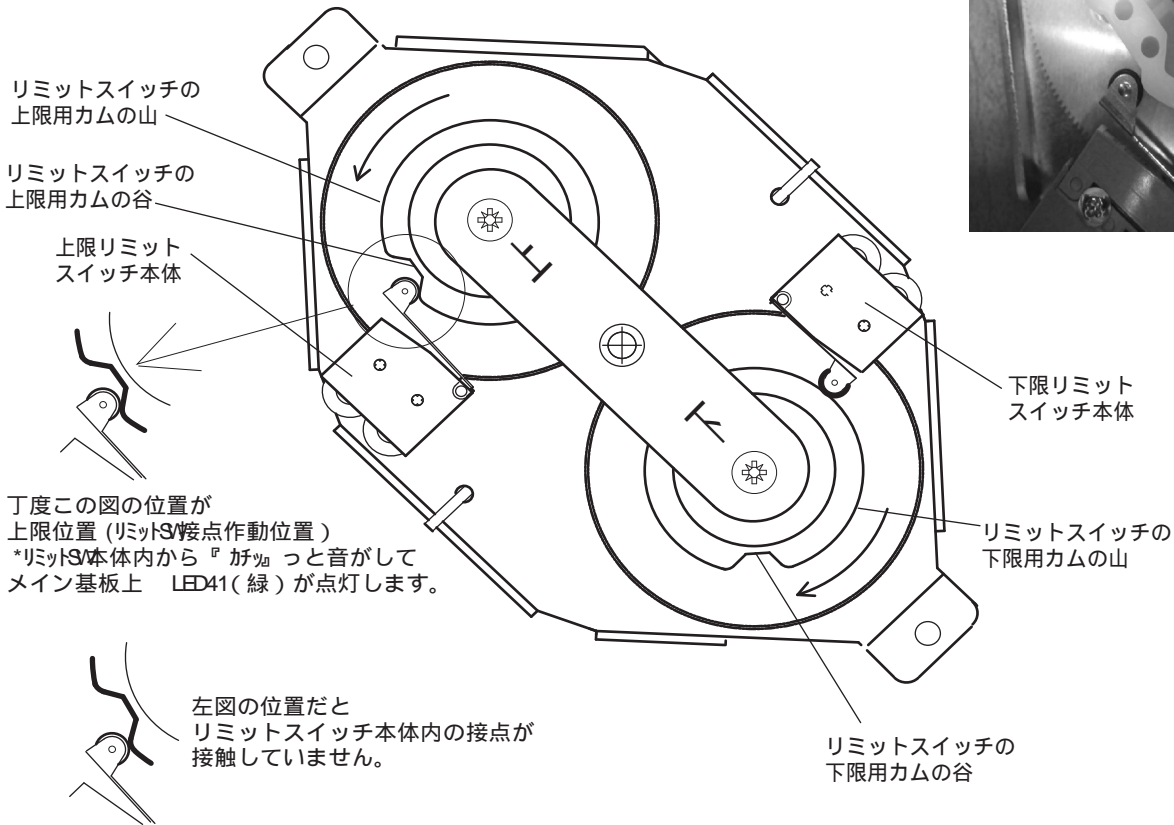 リミットスイッチの
上限用カムの山
リミットスイッチの
上限用カムの谷
上限リミット
スイッチ本体
上
下
下限リミット
スイッチ本体
丁度この図の位置が
上限位置 (リミットSW接点作動位置)
*リミットSW本体内から『 カチッ』っと音がして
メイン基板上 LED41(緑)が点灯します。
リミットスイッチの
下限用カムの山
左図の位置だと
リミットスイッチ本体内の接点が
接触していません。
リミットスイッチの
下限用カムの谷